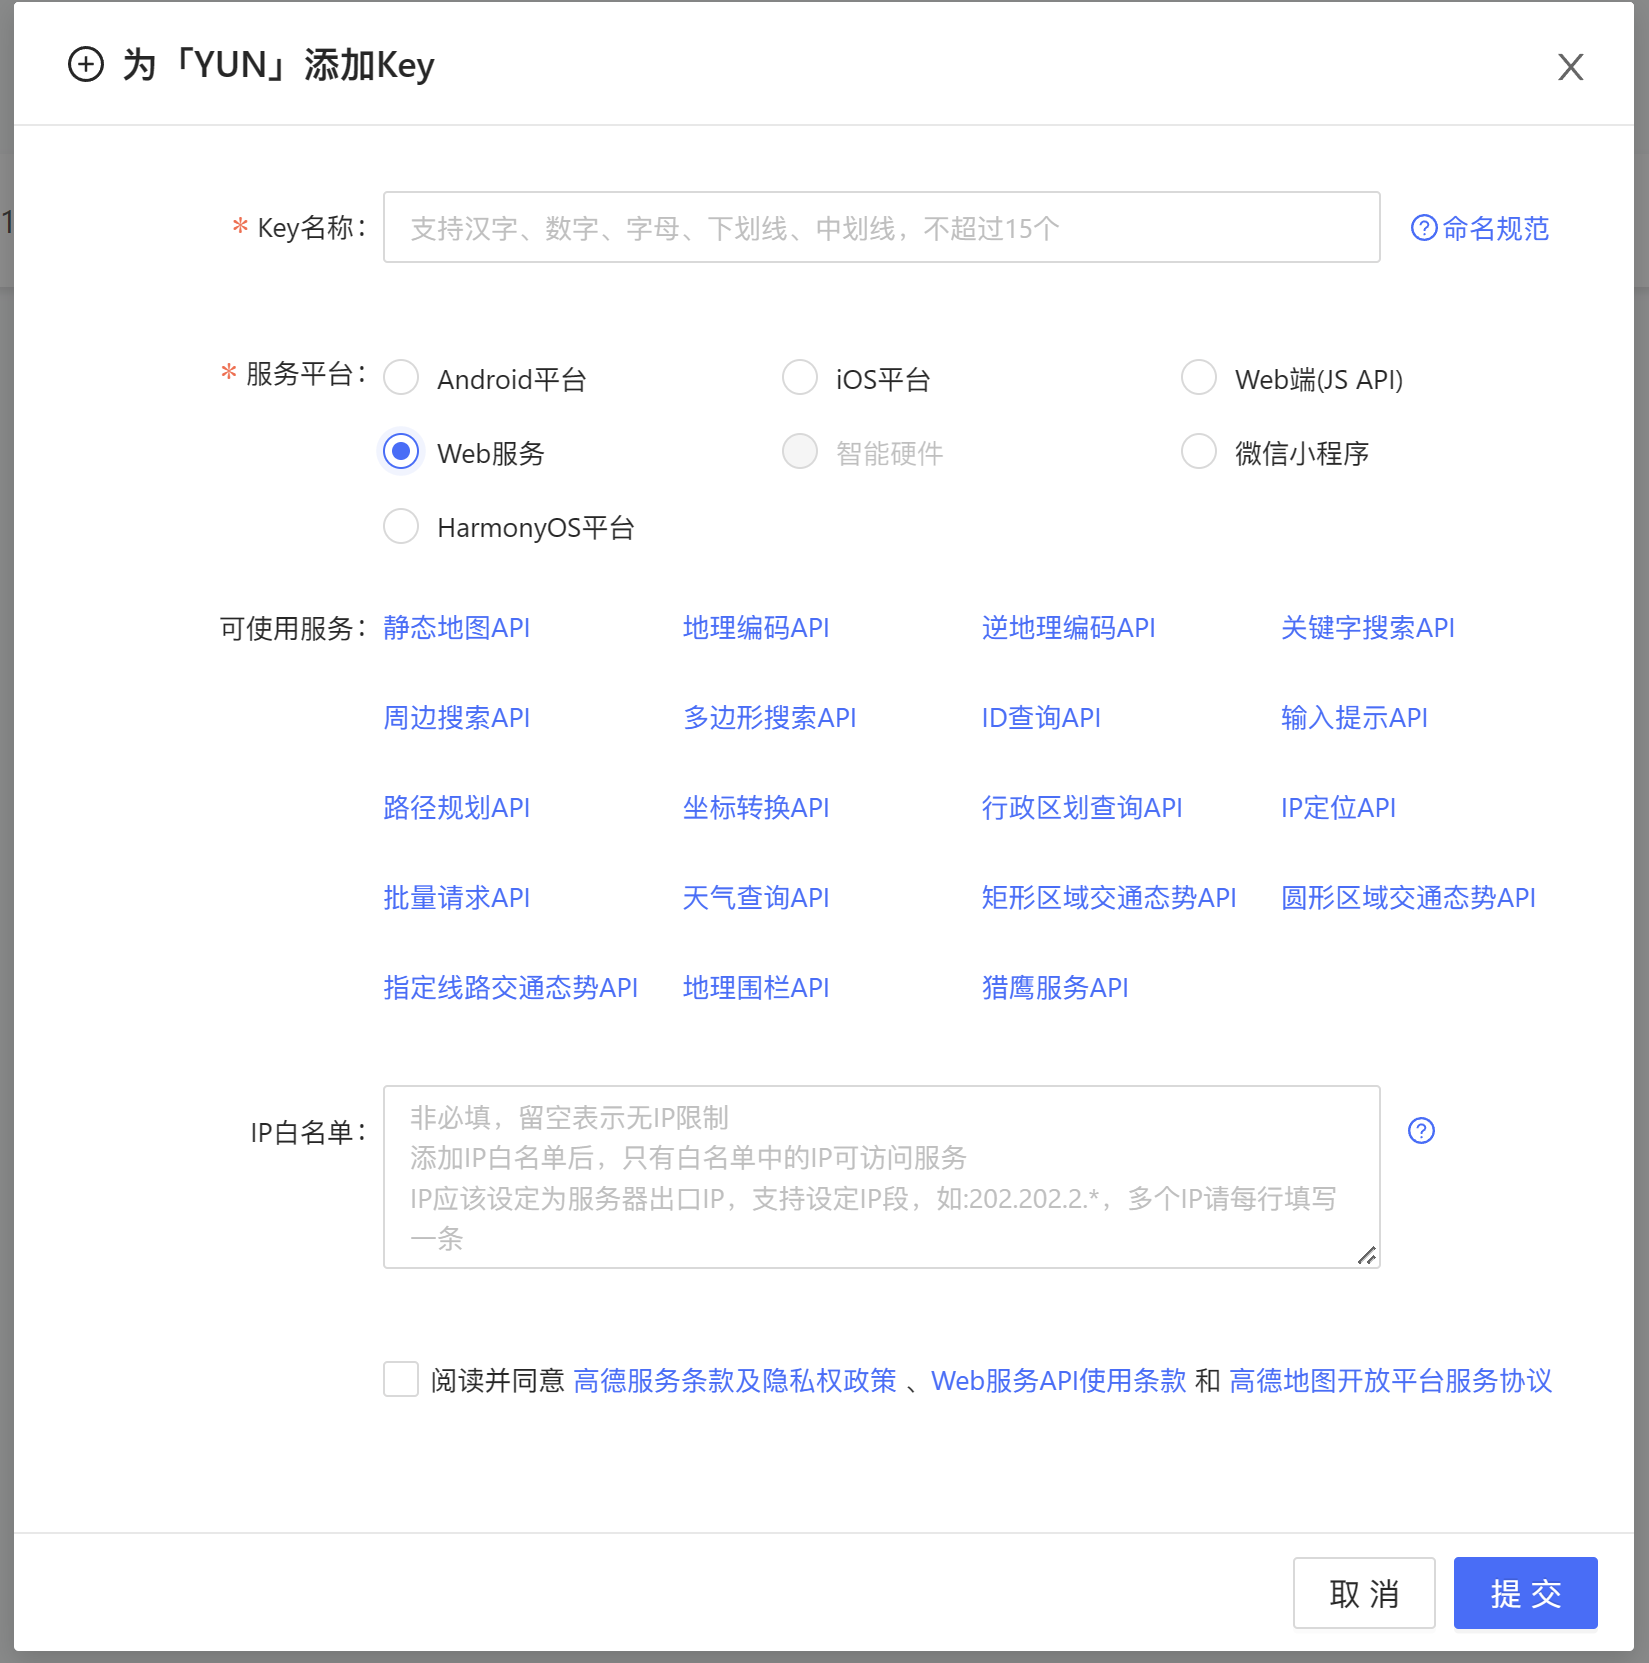 为「YUN」添加Key
1
* Key名称：
支持汉字、数字、字母、下划线、中划线，不超过15个
命名规范
* 服务平台：
Android平台
iOS平台
Web端(JS API)
Web服务
智能硬件
微信小程序
HarmonyOS平台
可使用服务：
静态地图API
地理编码API
逆地理编码API
关键字搜索API
周边搜索API
多边形搜索API
ID查询API
输入提示API
路径规划API
坐标转换API
行政区划查询API
IP定位API
批量请求API
天气查询API
矩形区域交通态势API
圆形区域交通态势API
指定线路交通态势API
地理围栏API
猎鹰服务API
IP白名单：
非必填，留空表示无IP限制
添加IP白名单后，只有白名单中的IP可访问服务
IP应该设定为服务器出口IP，支持设定IP段，如:202.202.2.*，多个IP请每行填写
一条
阅读并同意 高德服务条款及隐私权政策 、Web服务API使用条款 和 高德地图开放平台服务协议
取 消
提 交